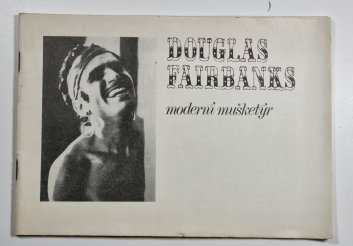 DOUGLAS
FAIRBANKS
moderní mušketýr